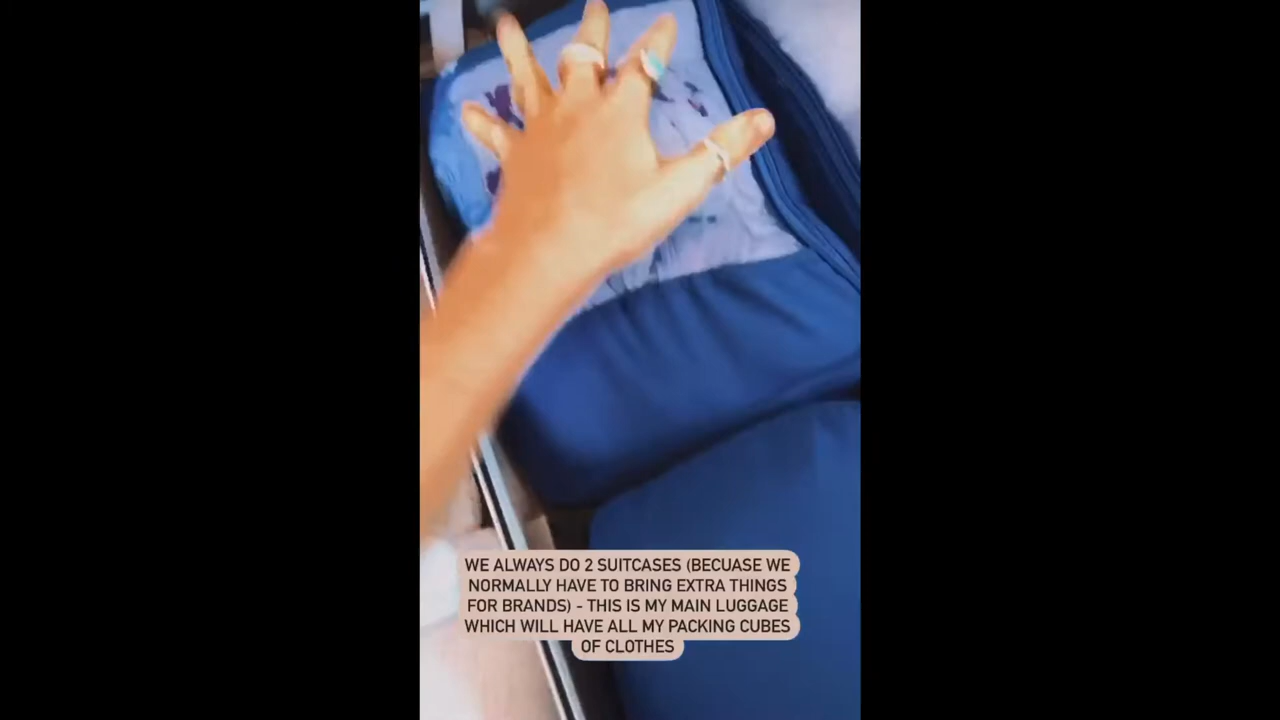 WE ALWAYS DO 2 SUITCASES (BECUASE WE
NORMALLY HAVE TO BRING EXTRA THINGS
FOR BRANDS) - THIS IS MY MAIN LUGGAGE
WHICH WILL HAVE ALL MY PACKING CUBES
OF CLOTHES